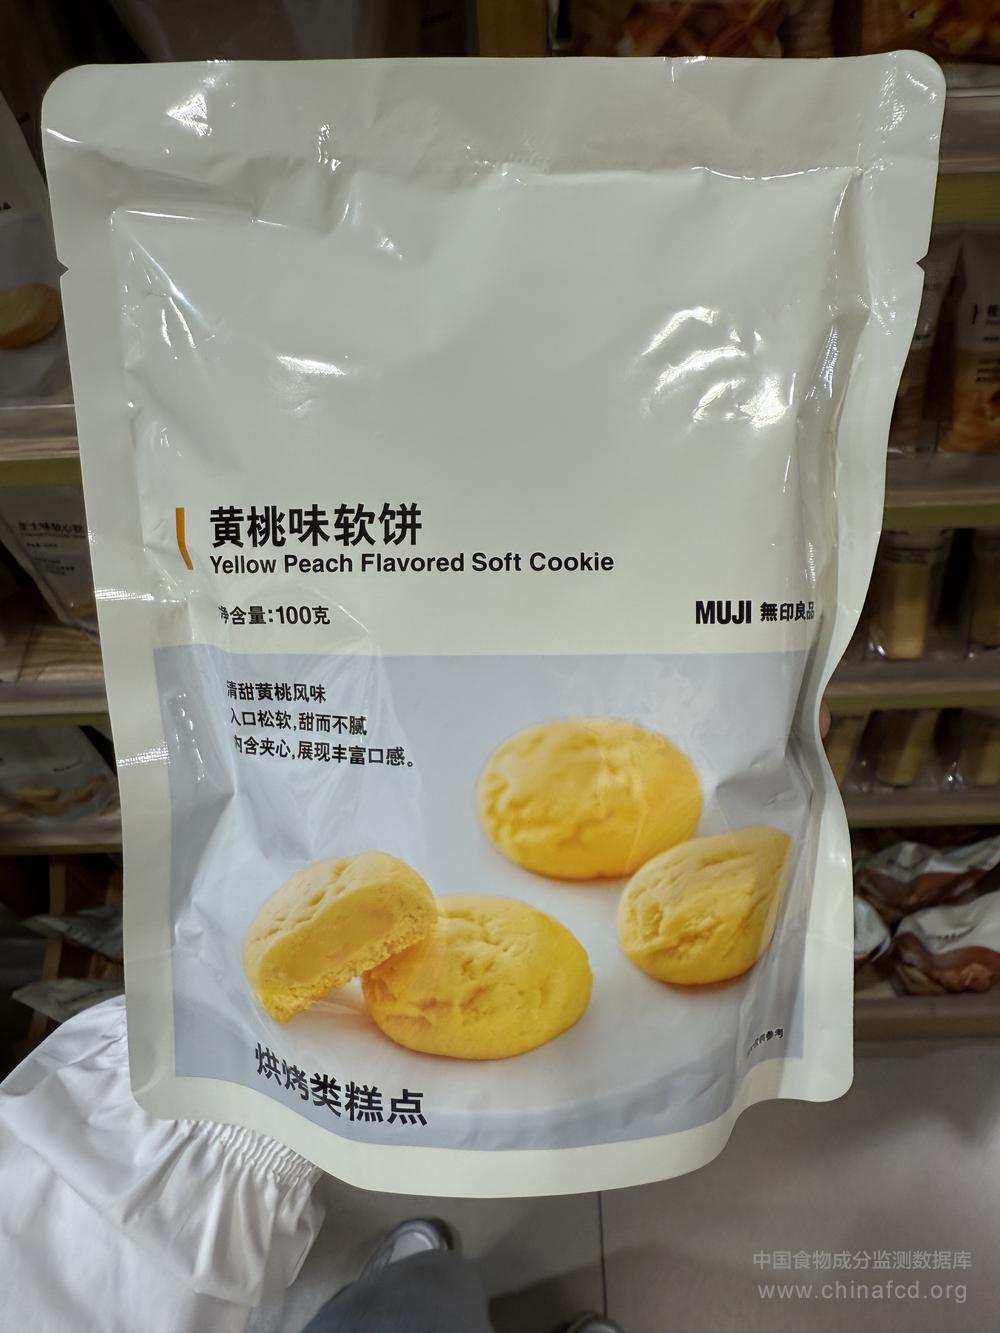 黄桃味软饼
Yellow Peach Flavored Soft Cookie
净含量:100克
MUJI 無印良品
清甜黄桃风味
入口松软,甜而不腻
内含夹心,展现丰富口感。
烘烤类糕点
中国食物成分监测数据库
www.chinafcd.org